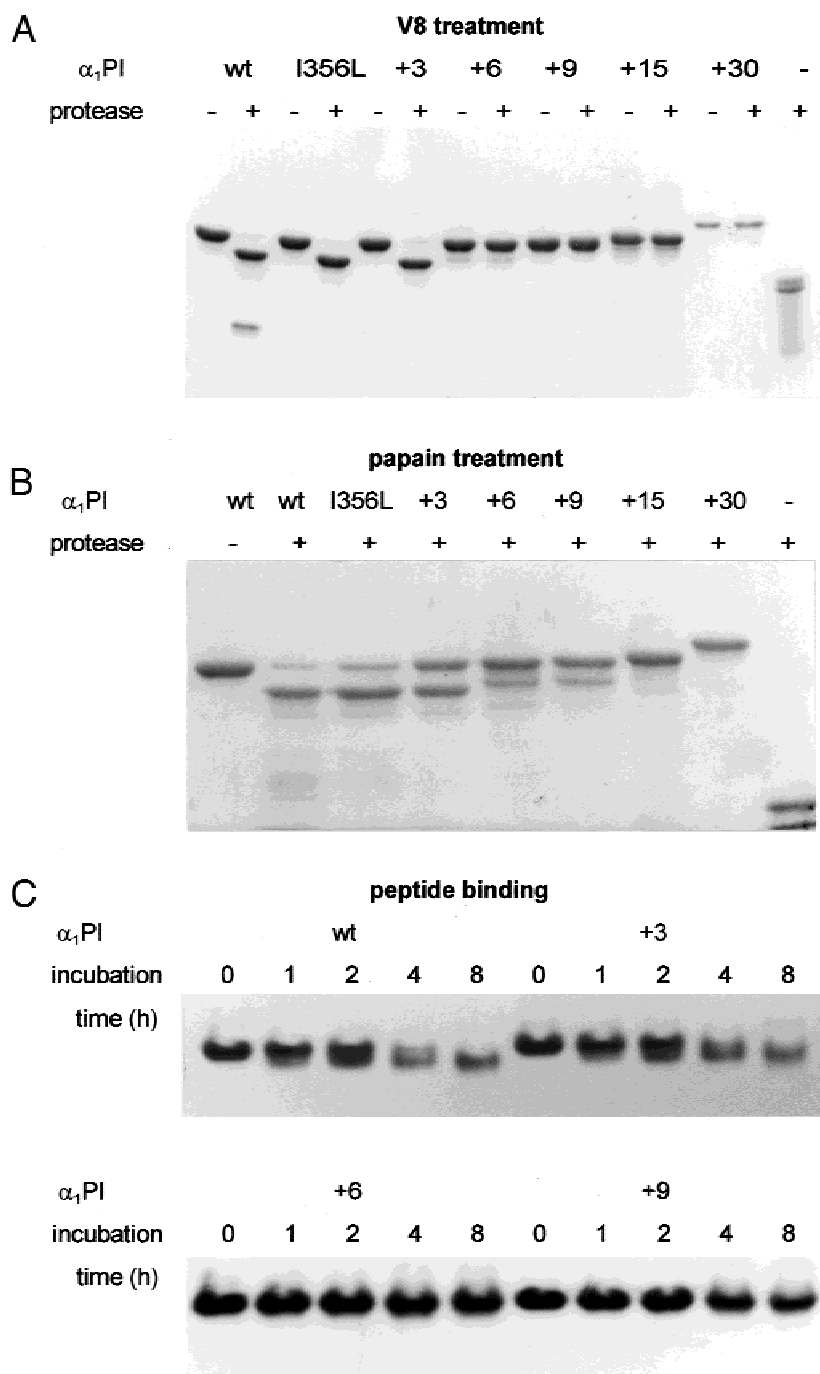 A
V8 treatment
α₁PI wt I356L +3 +6 +9 +15 +30 -
protease - + - + - + - + - + - + - + +
B
papain treatment
α₁PI wt wt I356L +3 +6 +9 +15 +30 -
protease - + + + + + + + +
C
peptide binding
α₁PI wt +3
incubation 0 1 2 4 8 0 1 2 4 8
time (h)
α₁PI +6 +9
incubation 0 1 2 4 8 0 1 2 4 8
time (h)